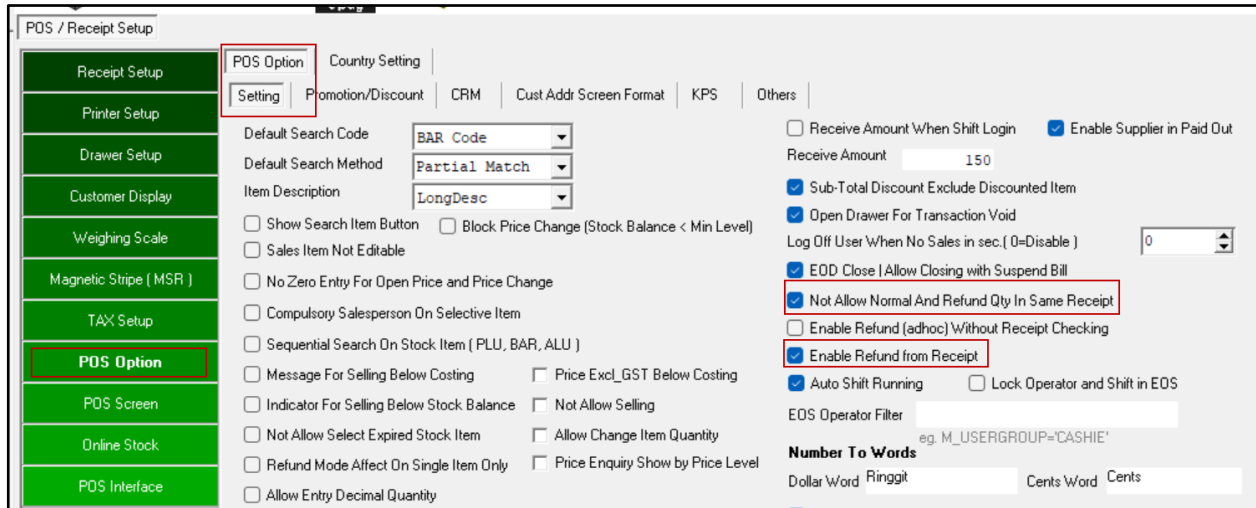 POS / Receipt Setup
Receipt Setup
Printer Setup
Drawer Setup
Customer Display
Weighing Scale
Magnetic Stripe ( MSR )
TAX Setup
POS Option
POS Screen
Online Stock
POS Interface
POS Option Country Setting
Setting Promotion/Discount CRM Cust Addr Screen Format KPS Others
Default Search Code BAR Code
Default Search Method Partial Match
Item Description LongDesc
Show Search Item Button Block Price Change (Stock Balance < Min Level)
Sales Item Not Editable
No Zero Entry For Open Price and Price Change
Compulsory Salesperson On Selective Item
Sequential Search On Stock Item ( PLU, BAR, ALU )
Message For Selling Below Costing Price Excl_GST Below Costing
Indicator For Selling Below Stock Balance Not Allow Selling
Not Allow Select Expired Stock Item Allow Change Item Quantity
Refund Mode Affect On Single Item Only Price Enquiry Show by Price Level
Allow Entry Decimal Quantity
Receive Amount When Shift Login Enable Supplier in Paid Out
Receive Amount 150
Sub-Total Discount Exclude Discounted Item
Open Drawer For Transaction Void
Log Off User When No Sales in sec.( 0=Disable ) 0
EOD Close | Allow Closing with Suspend Bill
Not Allow Normal And Refund Qty In Same Receipt
Enable Refund (adhoc) Without Receipt Checking
Enable Refund from Receipt
Auto Shift Running Lock Operator and Shift in EOS
EOS Operator Filter
eg. M_USERGROUP='CASHIE'
Number To Words
Dollar Word Ringgit Cents Word Cents